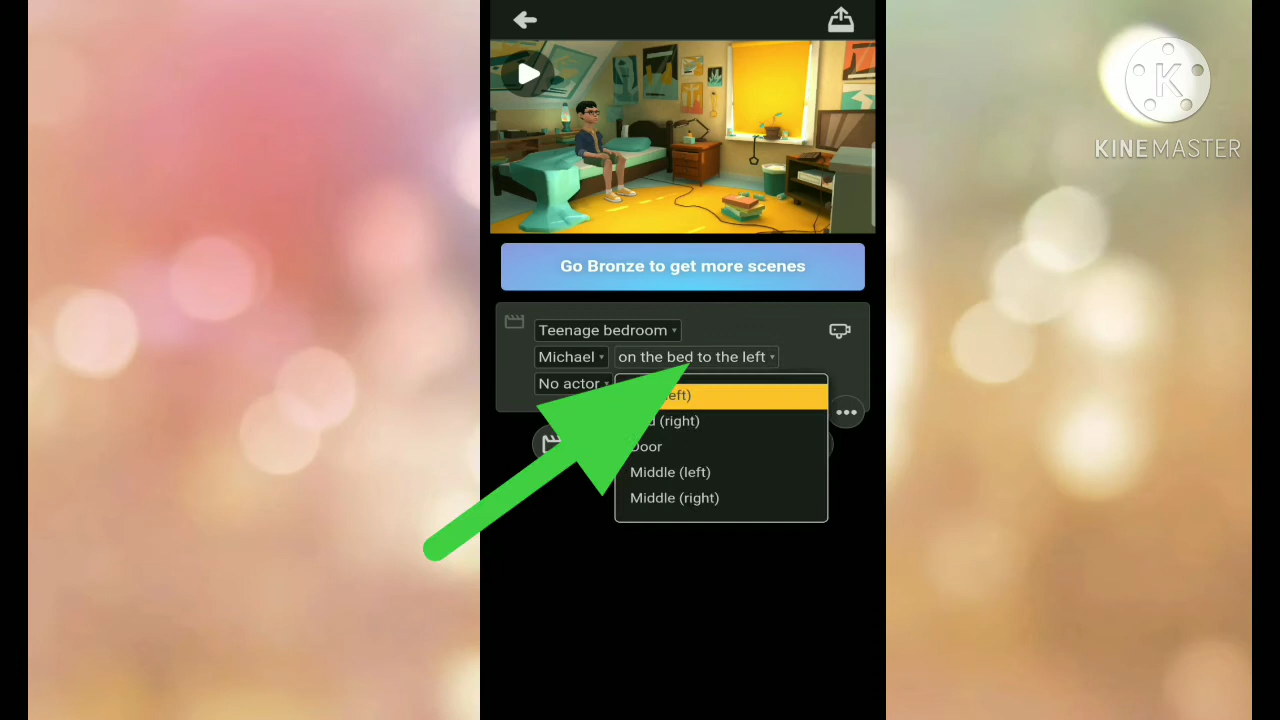 KINEMASTER
Go Bronze to get more scenes
Teenage bedroom
Michael on the bed to the left
No actor
(right)
Door
Middle (left)
Middle (right)